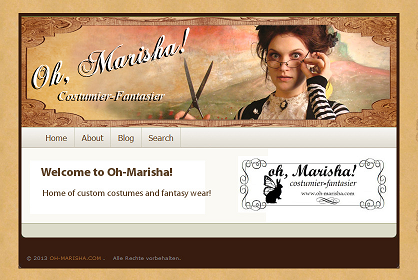 Oh, Marisha!
Costumier-Fantasier
Home About Blog Search
Welcome to Oh-Marisha!
Home of custom costumes and fantasy wear!
oh, Marisha!
costumier-fantasier
www.oh-marisha.com
© 2013 OH-MARISHA.COM .. Alle Rechte vorbehalten.